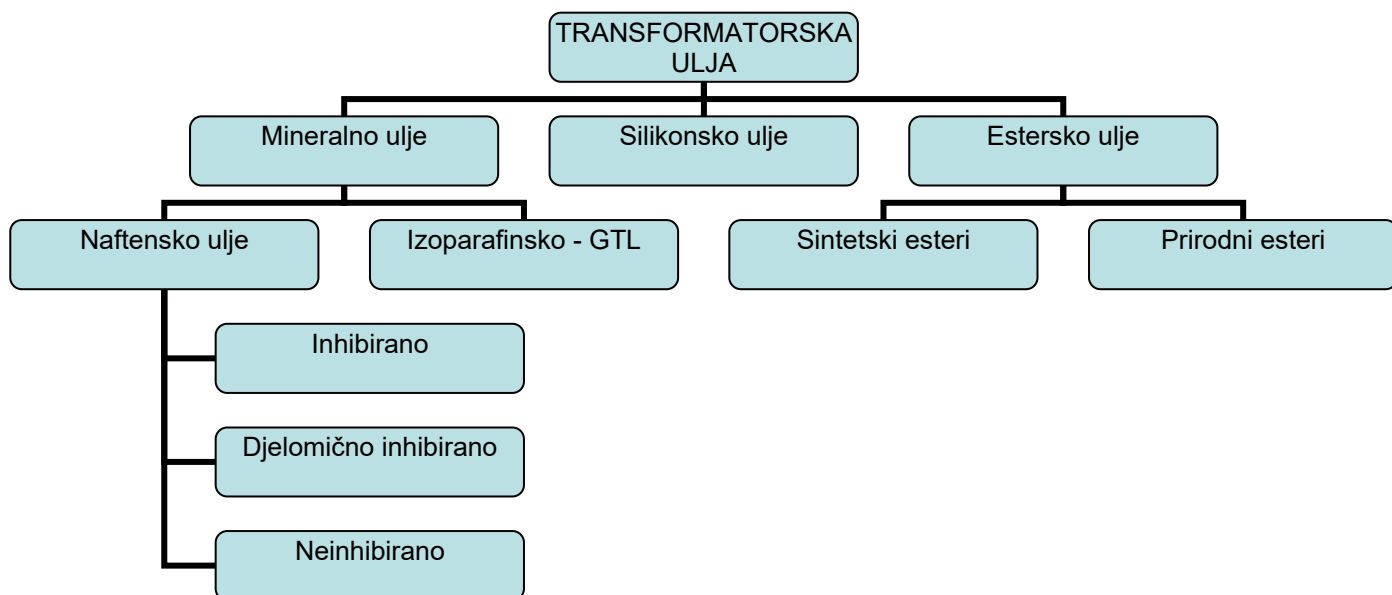 TRANSFORMATORSKA
ULJA
Mineralno ulje
Silikonsko ulje
Estersko ulje
Naftensko ulje
Izoparafinsko - GTL
Sintetski esteri
Prirodni esteri
Inhibirano
Djelomično inhibirano
Neinhibirano